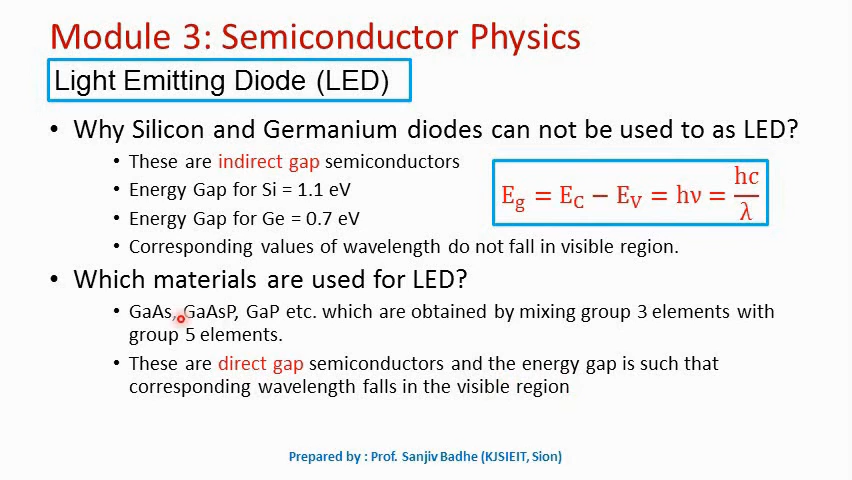 Module 3: Semiconductor Physics
Light Emitting Diode (LED)
• Why Silicon and Germanium diodes can not be used to as LED?
• These are indirect gap semiconductors
• Energy Gap for Si = 1.1 eV
E_g = E_C − E_V = hν = hc/λ
• Energy Gap for Ge = 0.7 eV
• Corresponding values of wavelength do not fall in visible region.
• Which materials are used for LED?
• GaAs, GaAsP, GaP etc. which are obtained by mixing group 3 elements with
group 5 elements.
• These are direct gap semiconductors and the energy gap is such that
corresponding wavelength falls in the visible region
Prepared by : Prof. Sanjiv Badhe (KJSIEIT, Sion)